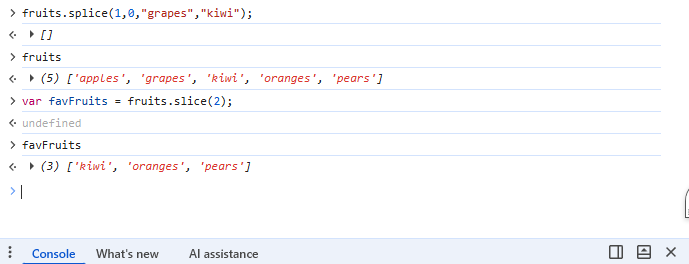 > fruits.splice(1,0,"grapes","kiwi");
<· ▶ []
> fruits
<· ▶ (5) ['apples', 'grapes', 'kiwi', 'oranges', 'pears']
> var favFruits = fruits.slice(2);
<· undefined
> favFruits
<· ▶ (3) ['kiwi', 'oranges', 'pears']
>
Console What's new AI assistance